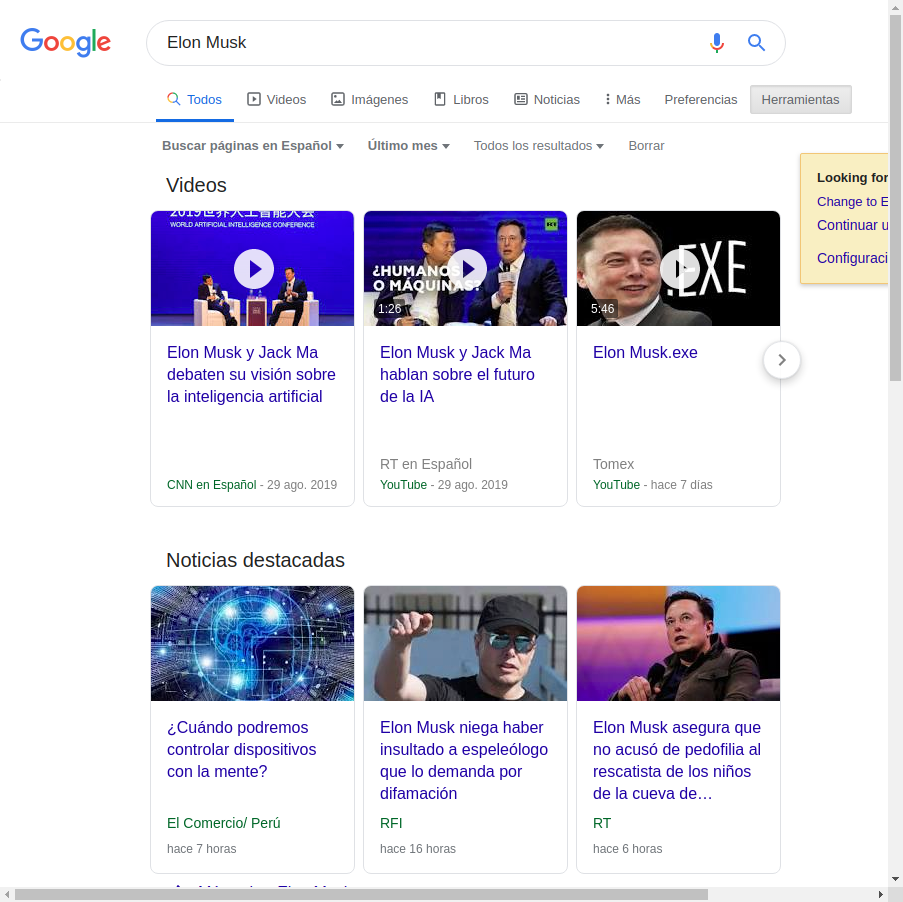 Google
Elon Musk
Todos
Videos
Imágenes
Libros
Noticias
Más
Preferencias
Herramientas
Buscar páginas en Español
Último mes
Todos los resultados
Borrar
Looking for
Change to E
Continuar u
Configuraci
Videos
2019世界人工智能大会
WORLD ARTIFICIAL INTELLIGENCE CONFERENCE
¿HUMANOS
O MÁQUINAS?
RT
1:26
.EXE
5:46
Elon Musk y Jack Ma
debaten su visión sobre
la inteligencia artificial
CNN en Español - 29 ago. 2019
Elon Musk y Jack Ma
hablan sobre el futuro
de la IA
RT en Español
YouTube - 29 ago. 2019
Elon Musk.exe
Tomex
YouTube - hace 7 días
Noticias destacadas
¿Cuándo podremos
controlar dispositivos
con la mente?
El Comercio/ Perú
hace 7 horas
Elon Musk niega haber
insultado a espeleólogo
que lo demanda por
difamación
RFI
hace 16 horas
Elon Musk asegura que
no acusó de pedofilia al
rescatista de los niños
de la cueva de…
RT
hace 6 horas